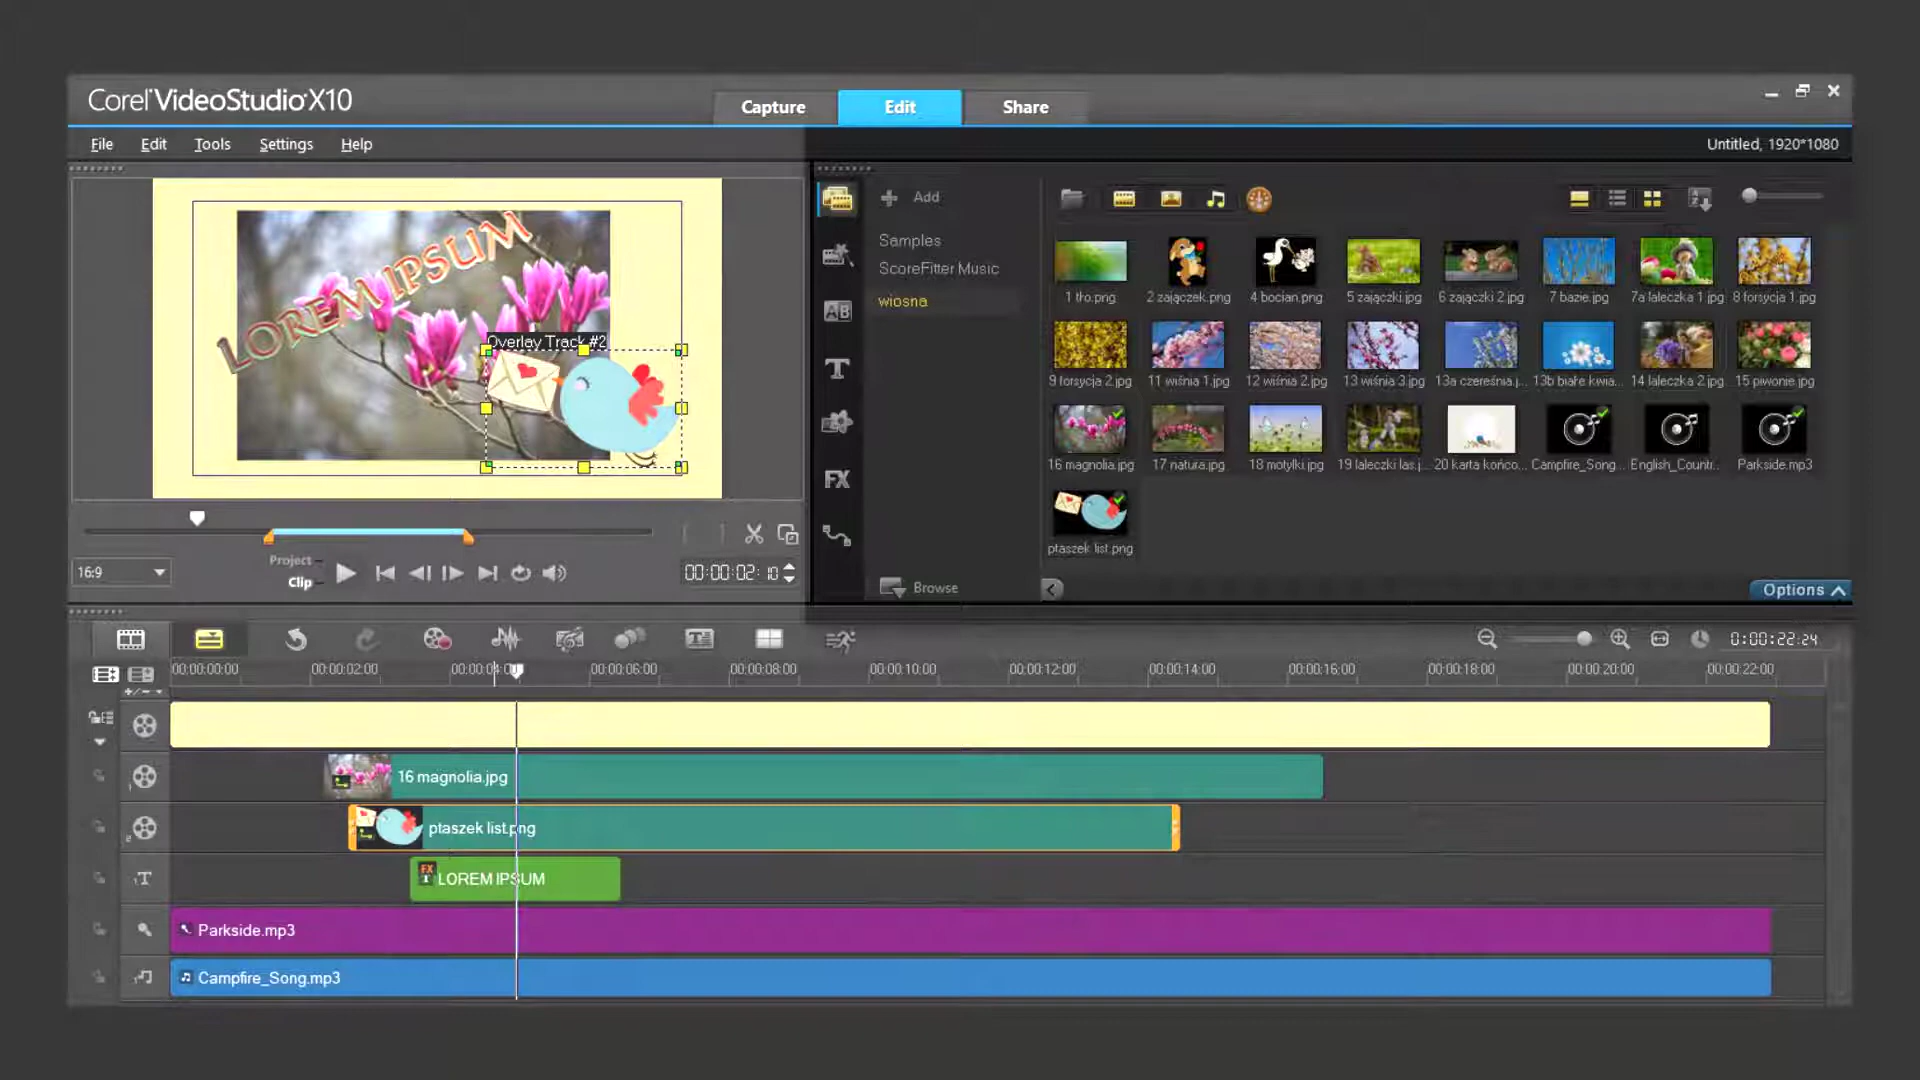 Corel VideoStudio X10
Capture
Edit
Share
File
Edit
Tools
Settings
Help
Untitled, 1920*1080
LOREM IPSUM
Overlay Track #2
Add
Samples
ScoreFitter Music
wiosna
Browse
1 tło.png
2 zajączek.png
4 bocian.png
5 zajączki.jpg
6 zajączki 2.jpg
7 bazie.jpg
7a laleczka 1.jpg
8 forsycja 1.jpg
9 forsycja 2.jpg
11 wiśnia 1.jpg
12 wiśnia 2.jpg
13 wiśnia 3.jpg
13a czereśnia.j...
13b białe kwia...
14 laleczka 2.jpg
15 piwonie.jpg
16 magnolia.jpg
17 natura.jpg
18 motylki.jpg
19 laleczki las.j...
20 karta końco...
Campfire_Song...
English_Countr...
Parkside.mp3
ptaszek list.png
AB
T
FX
Options
16:9
Project
Clip
00:00:02:10
0:00:22:24
00:00:00:00
00:00:02:00
00:00:04:00
00:00:06:00
00:00:08:00
00:00:10:00
00:00:12:00
00:00:14:00
00:00:16:00
00:00:18:00
00:00:20:00
00:00:22:00
16 magnolia.jpg
ptaszek list.png
LOREM IPSUM
Parkside.mp3
Campfire_Song.mp3